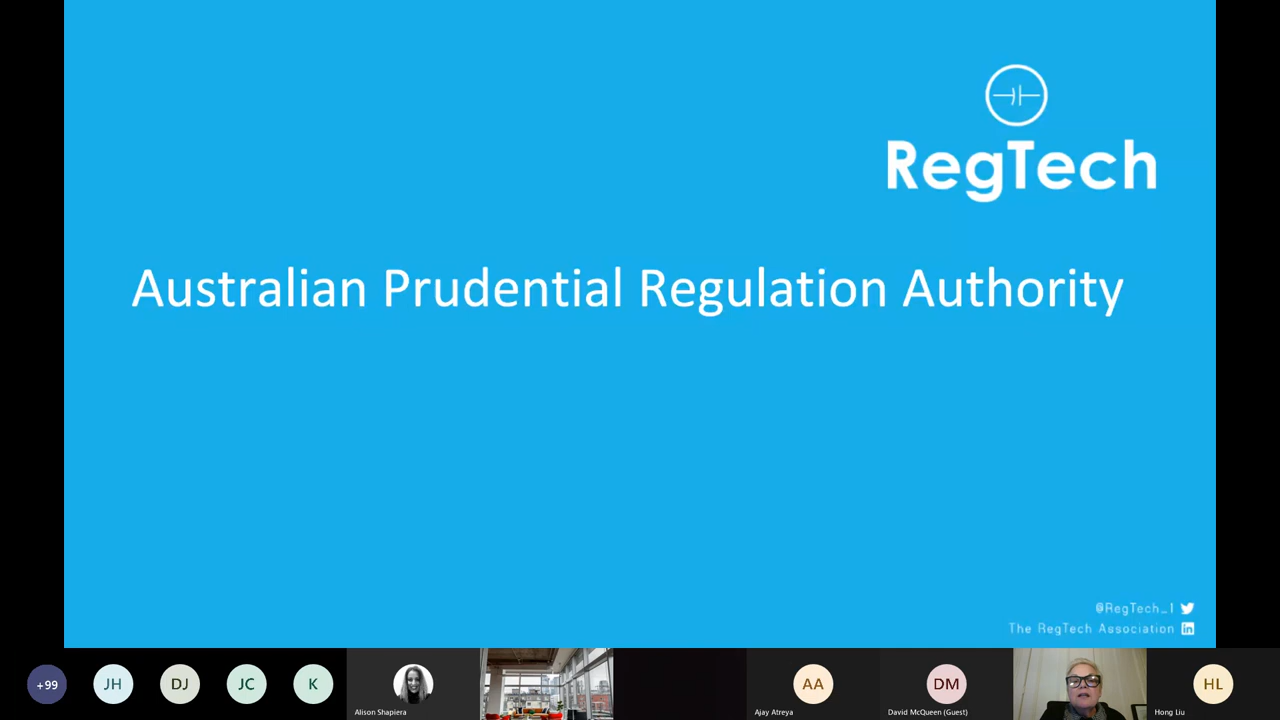 RegTech
Australian Prudential Regulation Authority
@RegTech_I
The RegTech Association
+99
JH
DJ
JC
K
Alison Shapiera
AA
Ajay Atreya
DM
David McQueen (Guest)
HL
Hong Liu